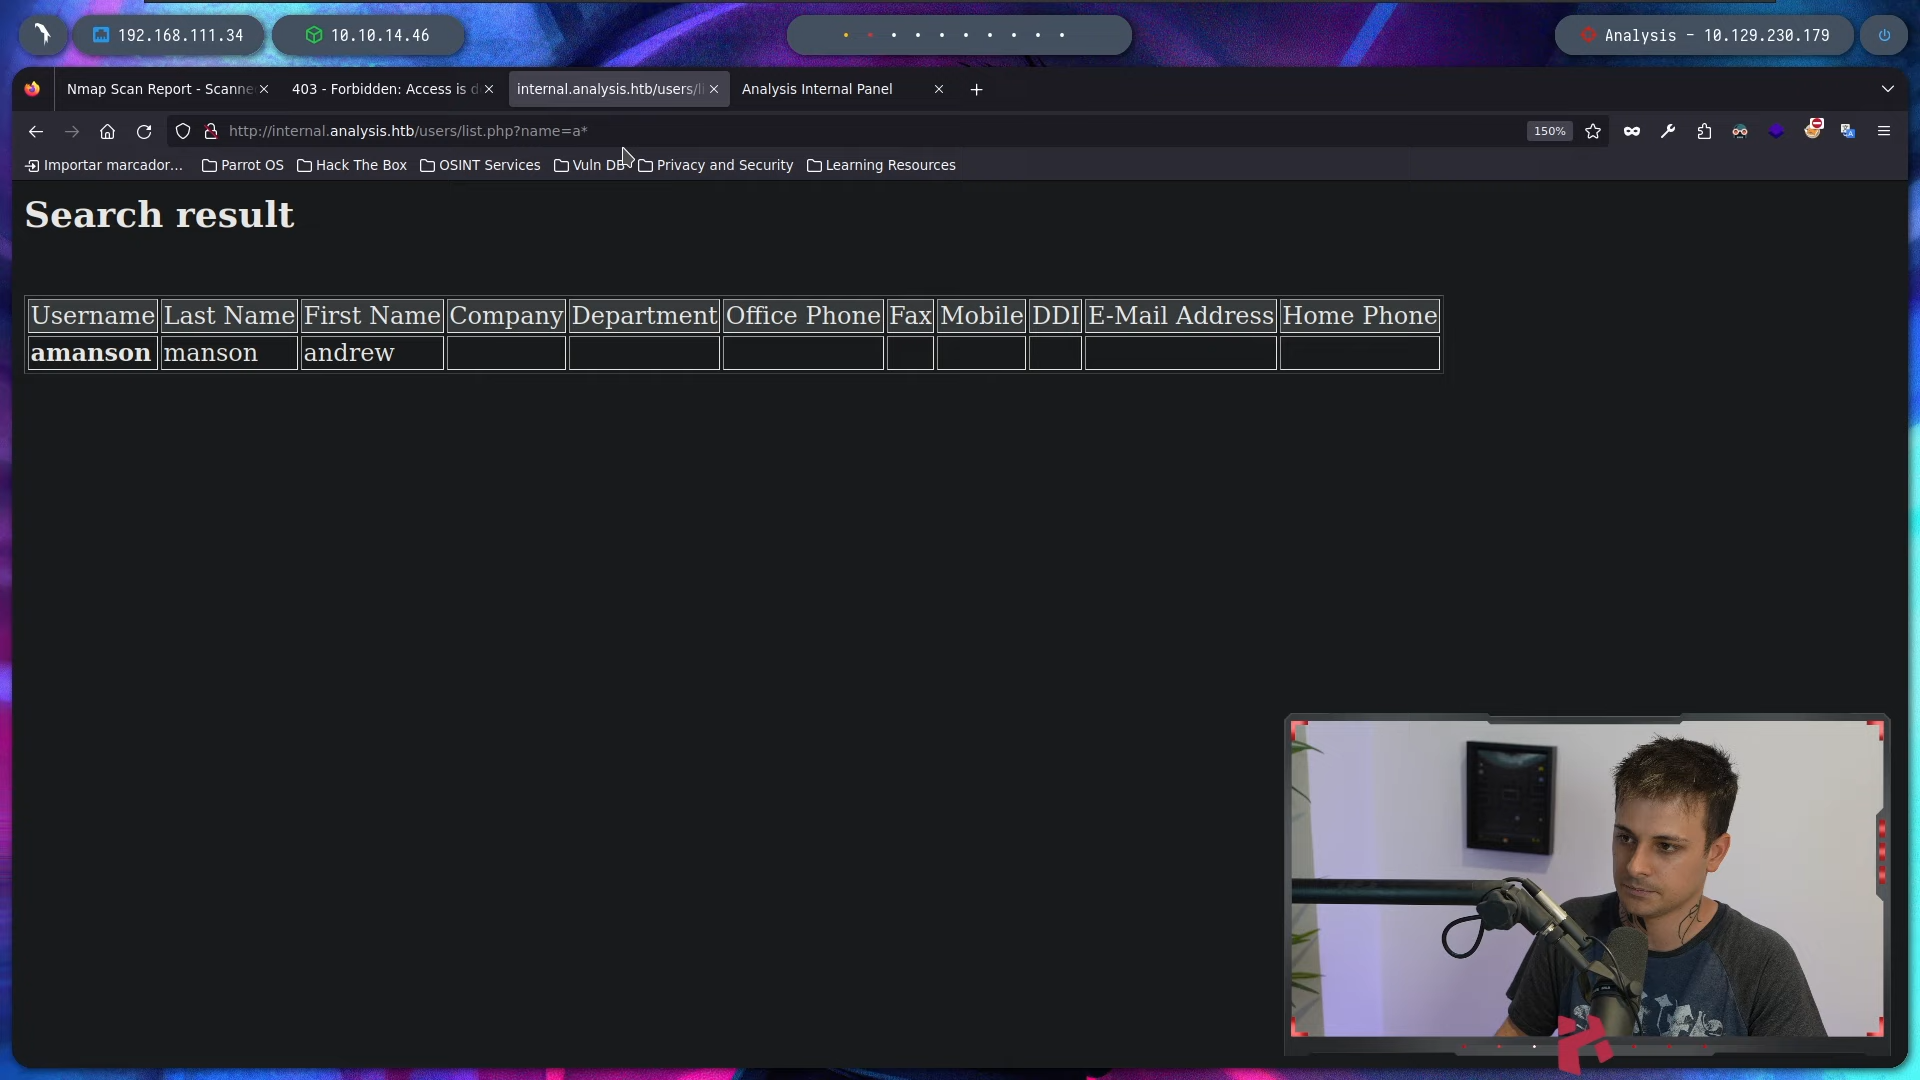 192.168.111.34
10.10.14.46
Analysis - 10.129.230.179
Nmap Scan Report - Scanne
403 - Forbidden: Access is d
internal.analysis.htb/users/li
Analysis Internal Panel
http://internal.analysis.htb/users/list.php?name=a*
150%
Importar marcador...
Parrot OS
Hack The Box
OSINT Services
Vuln DB
Privacy and Security
Learning Resources
Search result
Username Last Name First Name Company Department Office Phone Fax Mobile DDI E-Mail Address Home Phone
amanson manson andrew